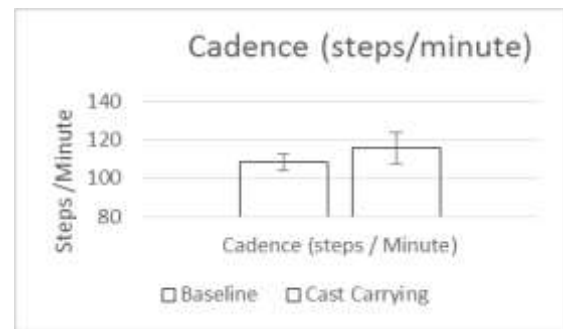 Cadence (steps/minute)
Steps /Minute
140
120
100
80
Cadence (steps / Minute)
Baseline Cast Carrying